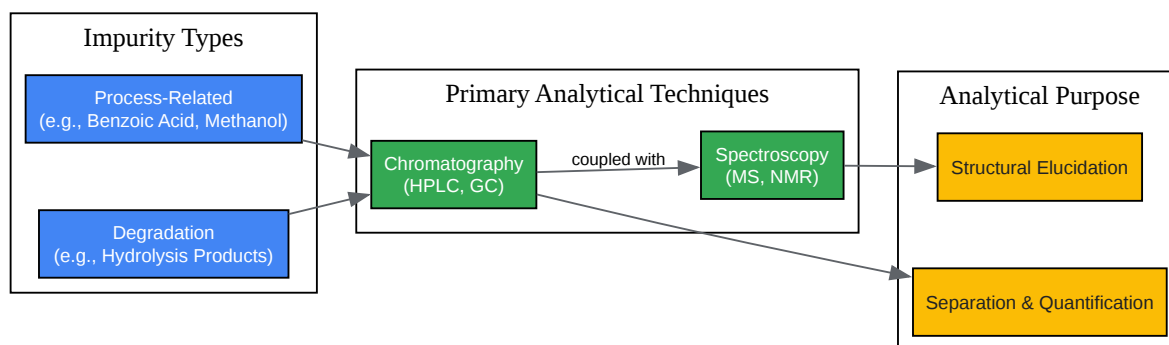 Impurity Types
Process-Related
(e.g., Benzoic Acid, Methanol)
Degradation
(e.g., Hydrolysis Products)
Primary Analytical Techniques
Chromatography
(HPLC, GC)
coupled with
Spectroscopy
(MS, NMR)
Analytical Purpose
Structural Elucidation
Separation & Quantification